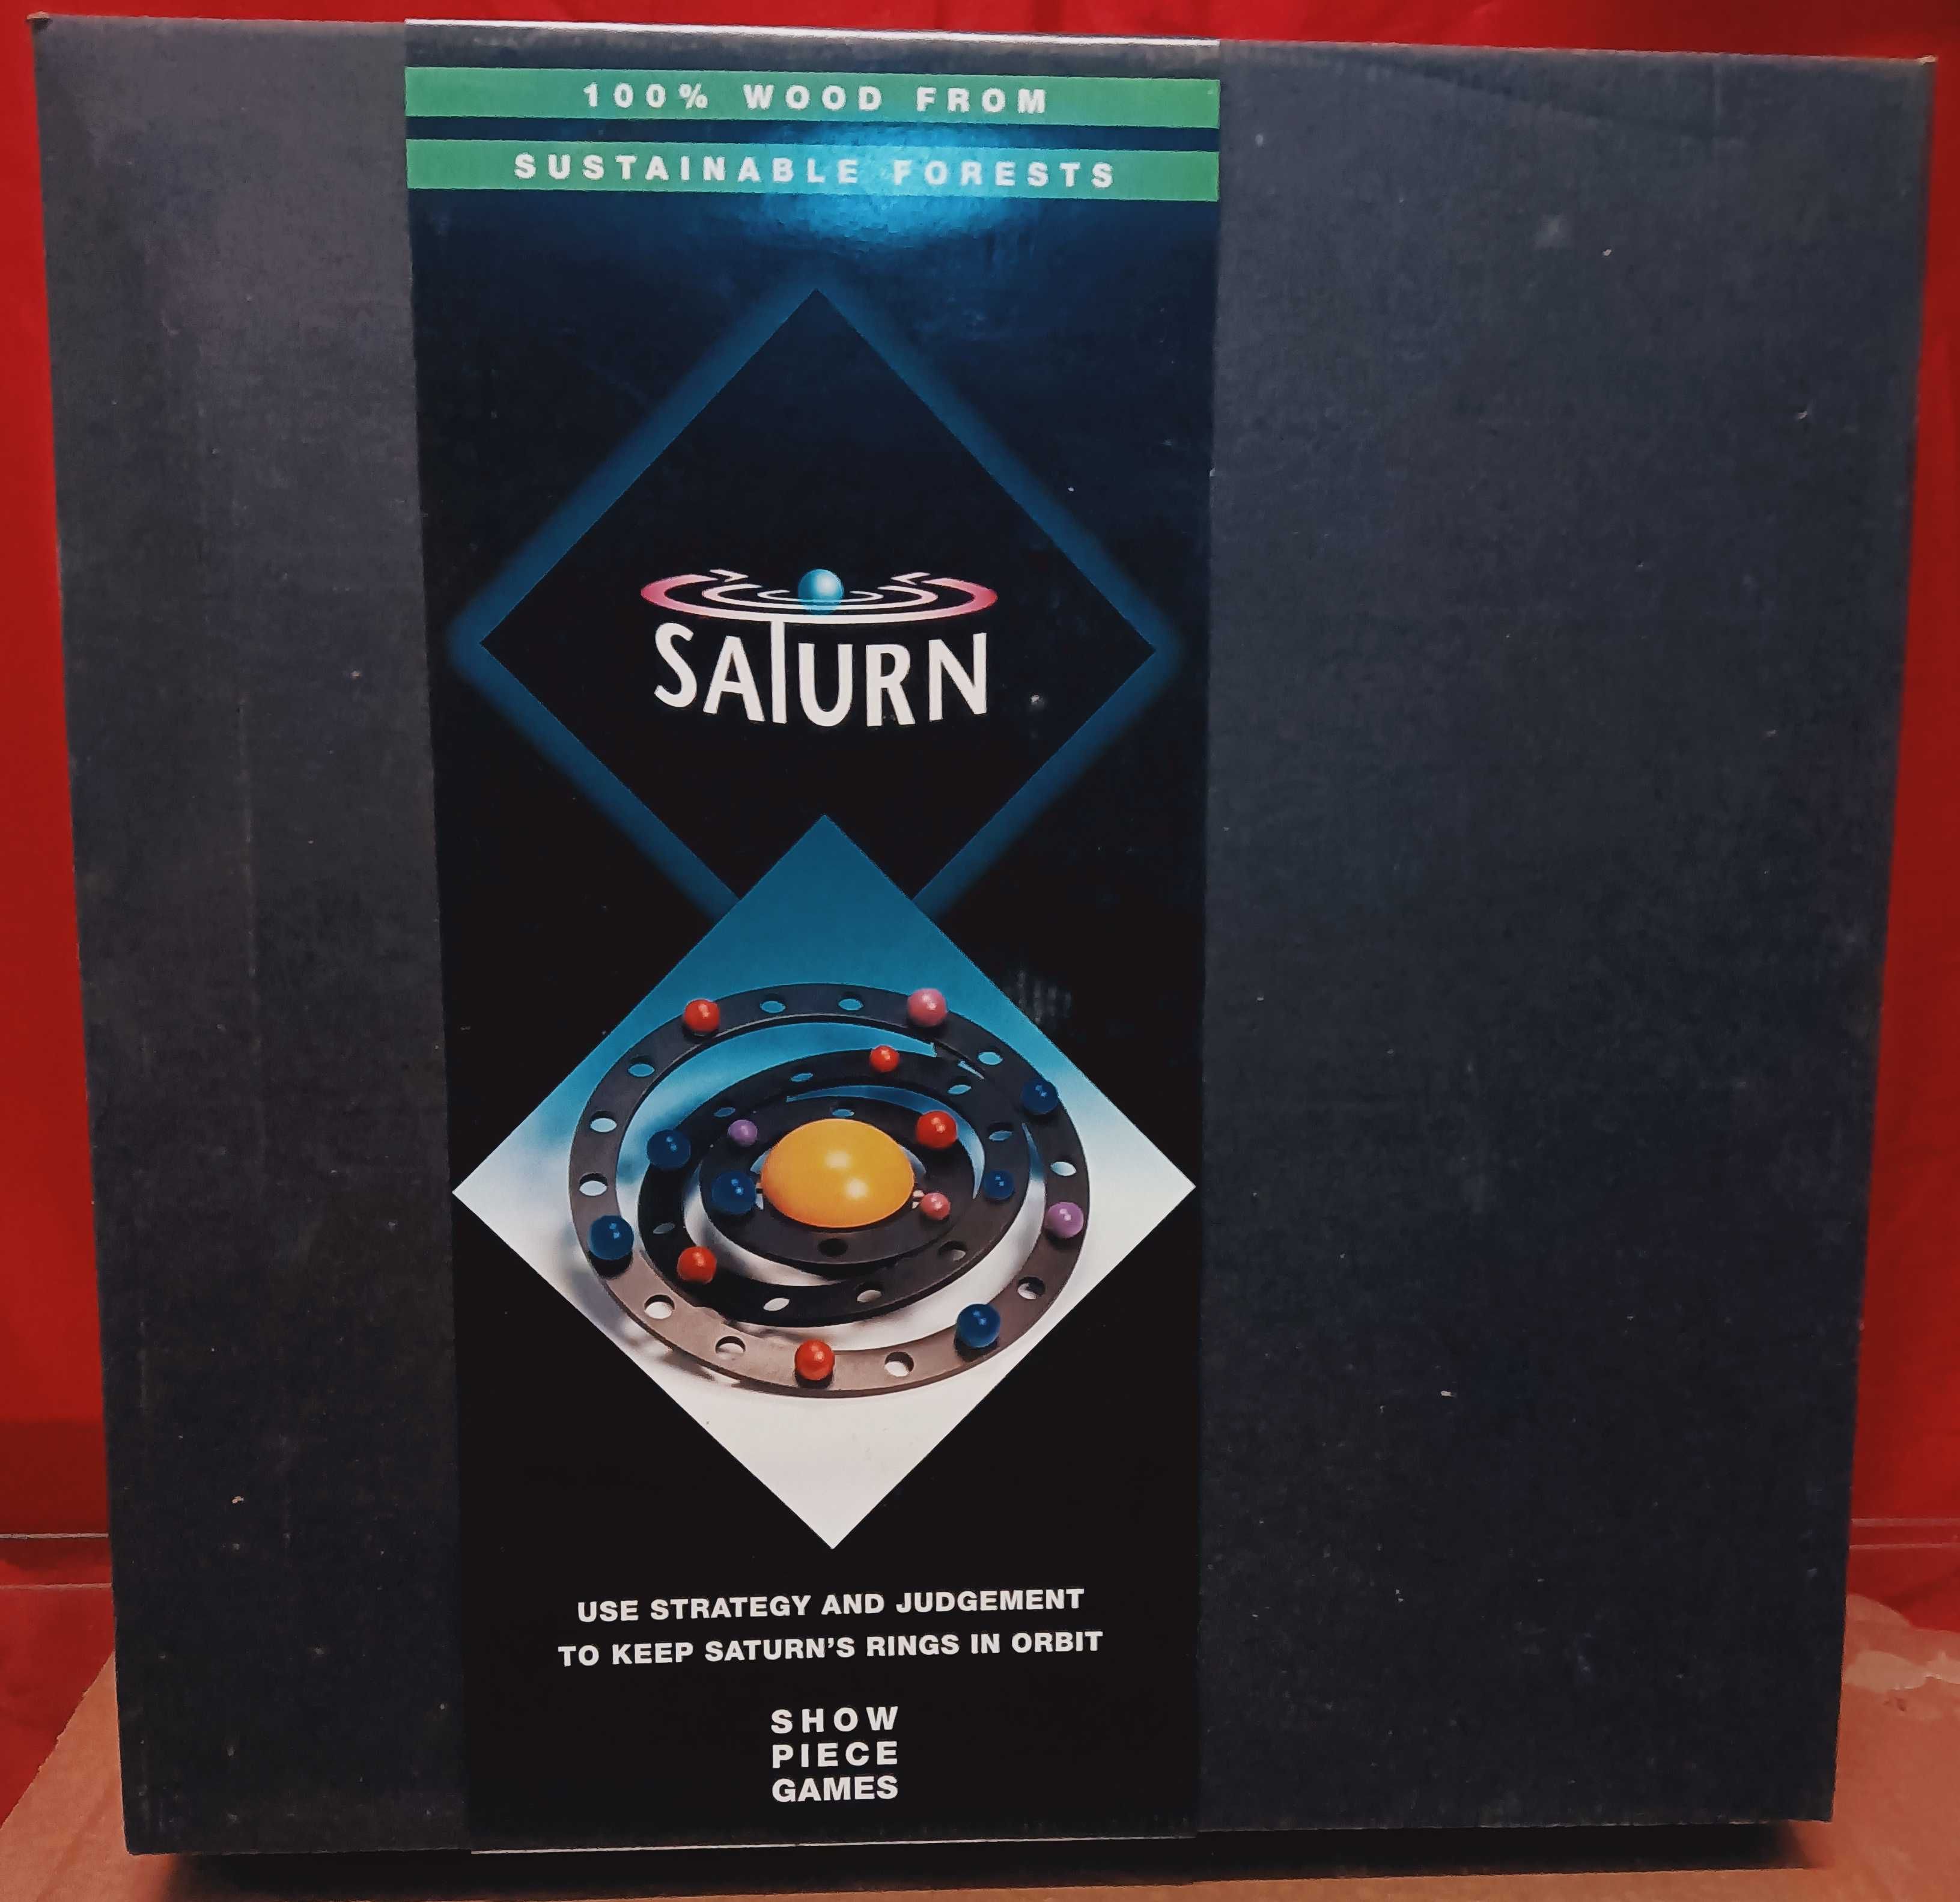 100% WOOD FROM
SUSTAINABLE FORESTS
SATURN
USE STRATEGY AND JUDGEMENT
TO KEEP SATURN'S RINGS IN ORBIT
SHOW
PIECE
GAMES